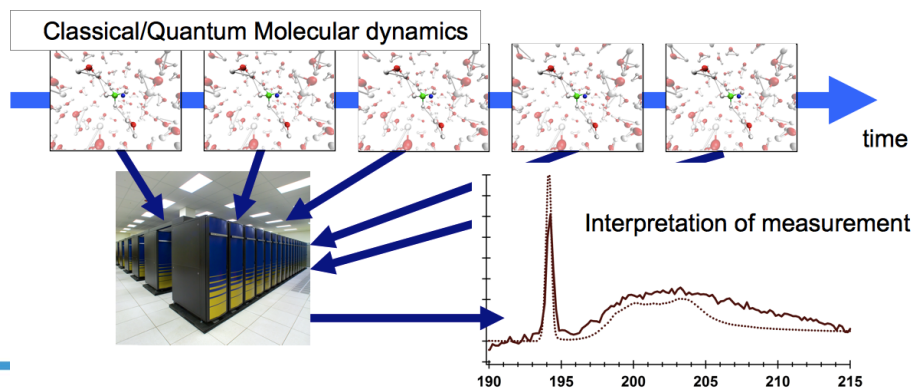 Classical/Quantum Molecular dynamics
time
Interpretation of measurement
190 195 200 205 210 215